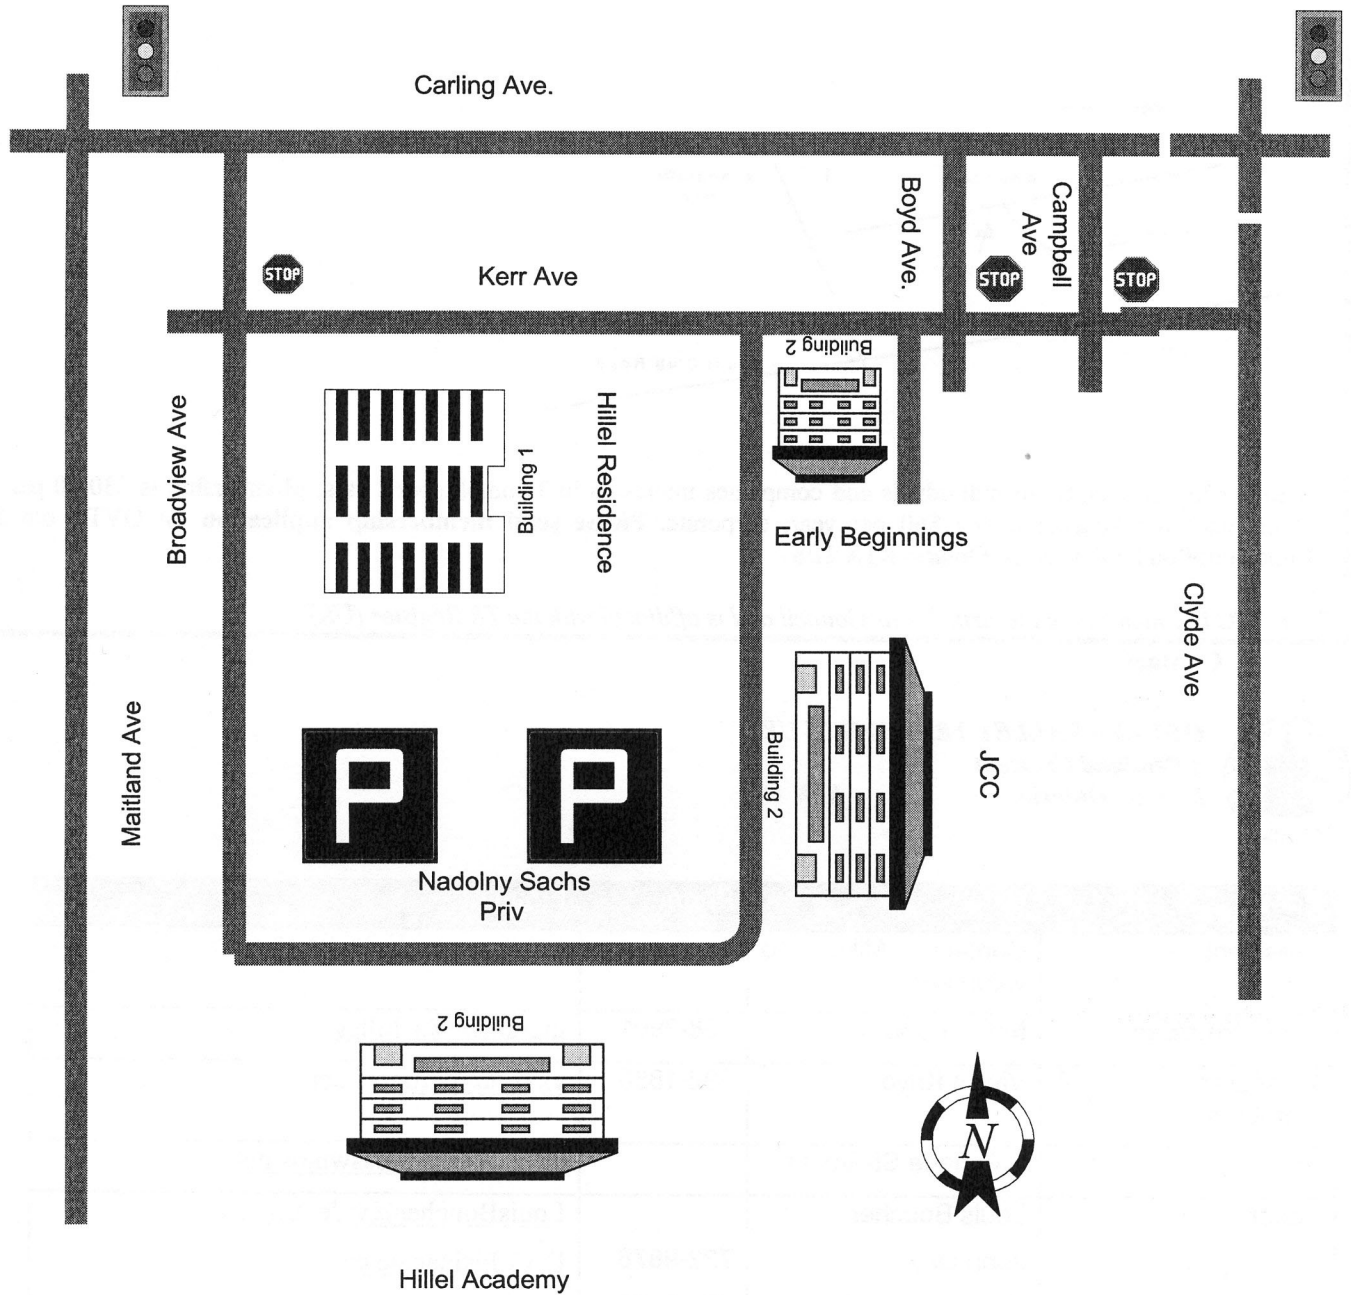 Carling Ave.
Boyd Ave.
Campbell
Ave
STOP
Kerr Ave
STOP
STOP
Building 2
Broadview Ave
Building 1
Hillel Residence
Early Beginnings
Clyde Ave
Maitland Ave
P
P
Building 2
JCC
Nadolny Sachs
Priv
Building 2
N
Hillel Academy